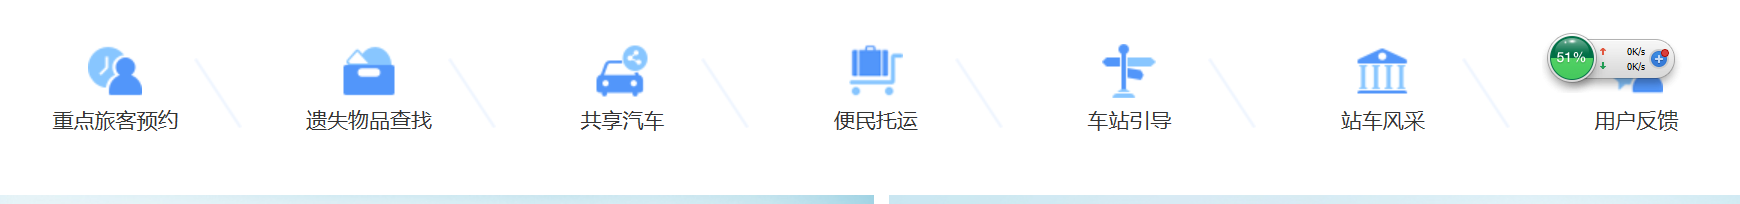 51%
0K/s
0K/s
重点旅客预约
遗失物品查找
共享汽车
便民托运
车站引导
站车风采
用户反馈